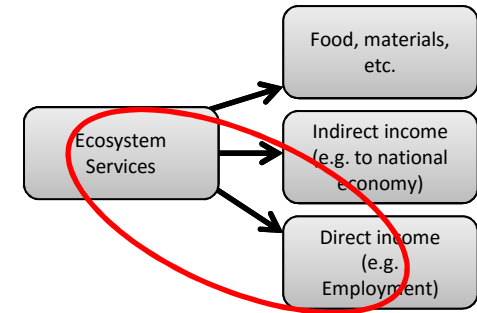 Food, materials,
etc.
Ecosystem
Services
Indirect income
(e.g. to national
economy)
Direct income
(e.g.
Employment)